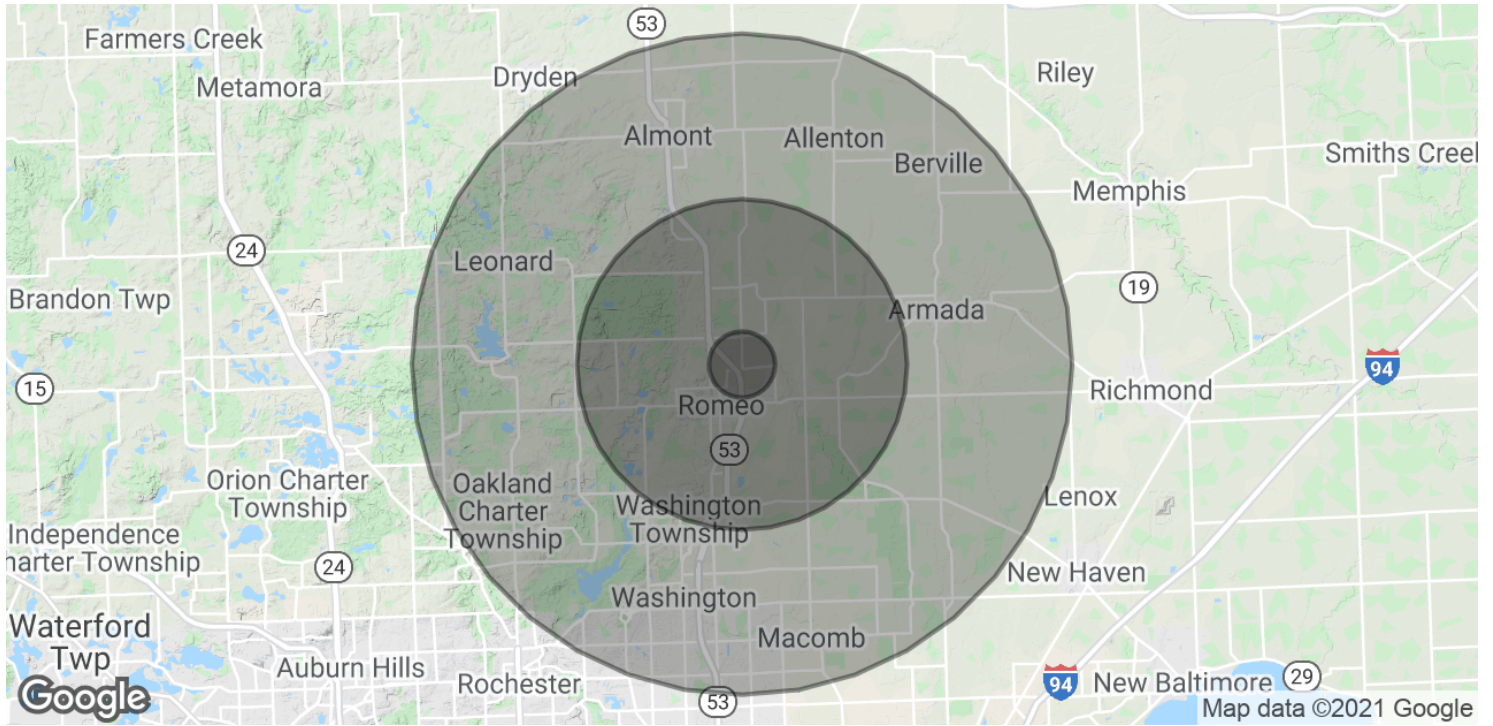 53
Farmers Creek
Dryden
Metamora
Riley
Almont
Allenton
Berville
Smiths Creek
Memphis
24
Leonard
19
Brandon Twp
Armada
94
15
Richmond
Romeo
53
Orion Charter
Township
Oakland
Charter
Township
Washington
Township
Lenox
Independence
harter Township
24
New Haven
Washington
Waterford
Twp
Macomb
Auburn Hills
Rochester
53
94
New Baltimore
29
Google
Map data ©2021 Google